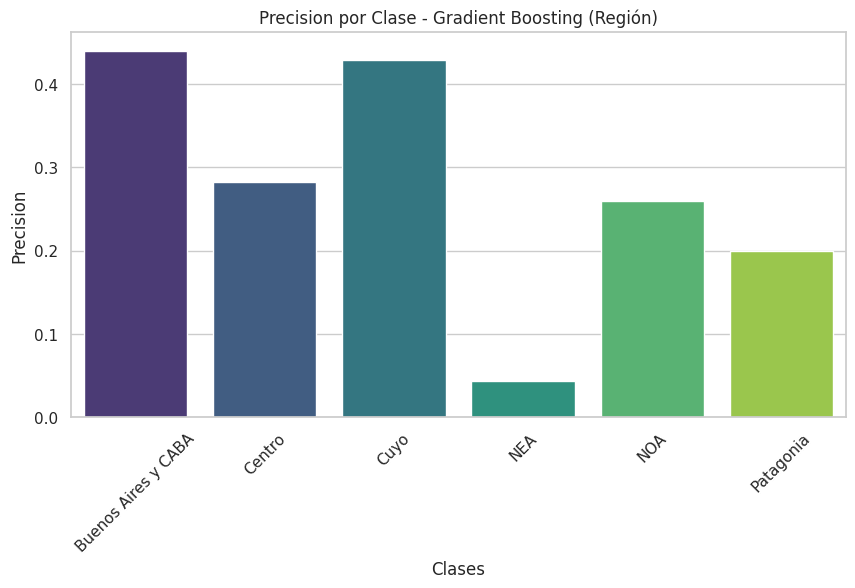 Precision por Clase - Gradient Boosting (Región)
Precision
0.4
0.3
0.2
0.1
0.0
Buenos Aires y CABA
Centro
Cuyo
NEA
NOA
Patagonia
Clases